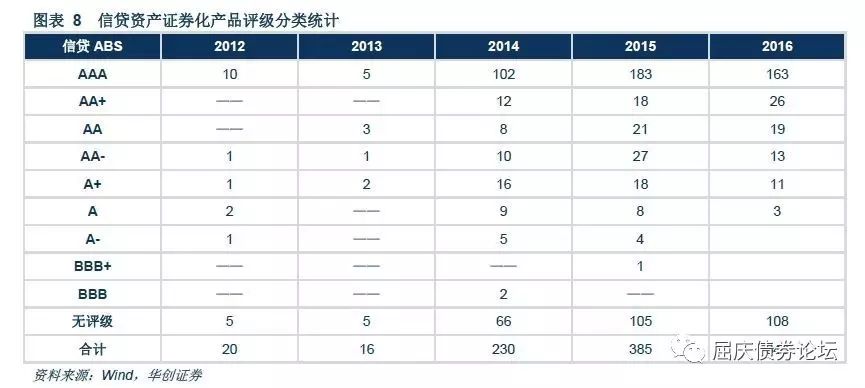 图表 8 信贷资产证券化产品评级分类统计
信贷 ABS 2012 2013 2014 2015 2016
AAA 10 5 102 183 163
AA+ —— —— 12 18 26
AA —— 3 8 21 19
AA- 1 1 10 27 13
A+ 1 2 16 18 11
A 2 —— 9 8 3
A- 1 —— 5 4
BBB+ —— —— —— 1
BBB —— —— 2 ——
无评级 5 5 66 105 108
合计 20 16 230 385
屈庆债券论坛
资料来源：Wind，华创证券